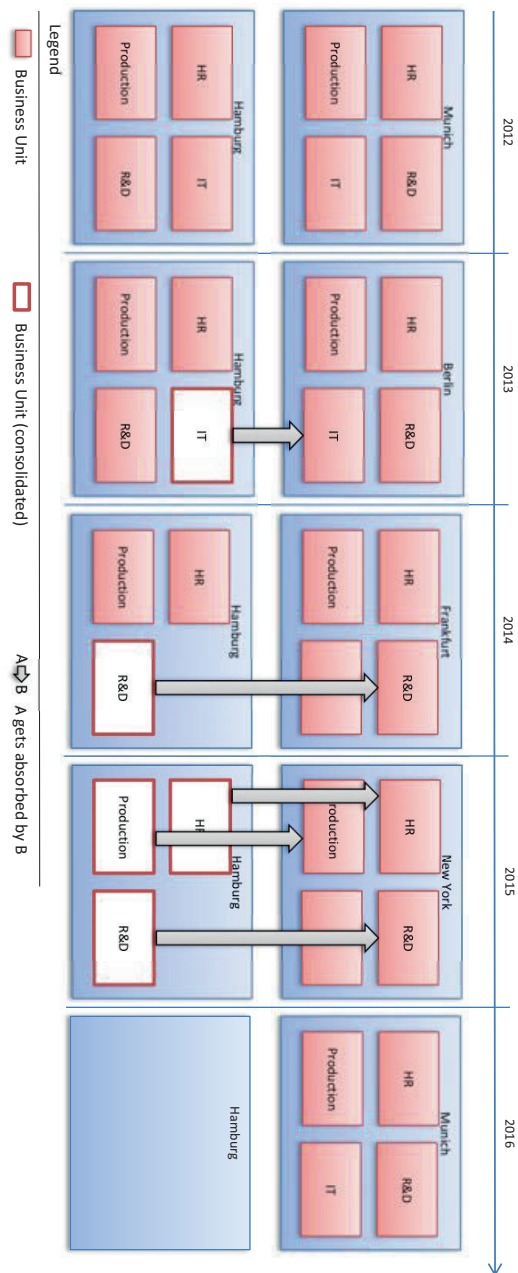 2012 2013 2014 2015 2016
Munich Berlin Frankfurt New York Munich
HR R&D HR R&D HR R&D HR R&D HR R&D
Production IT Production IT Production roduction Production IT
Hamburg Hamburg Hamburg Hamburg Hamburg
HR IT HR IT HR HR
Production R&D Production R&D Production R&D Production R&D
Legend
Business Unit Business Unit (consolidated) A B A gets absorbed by B